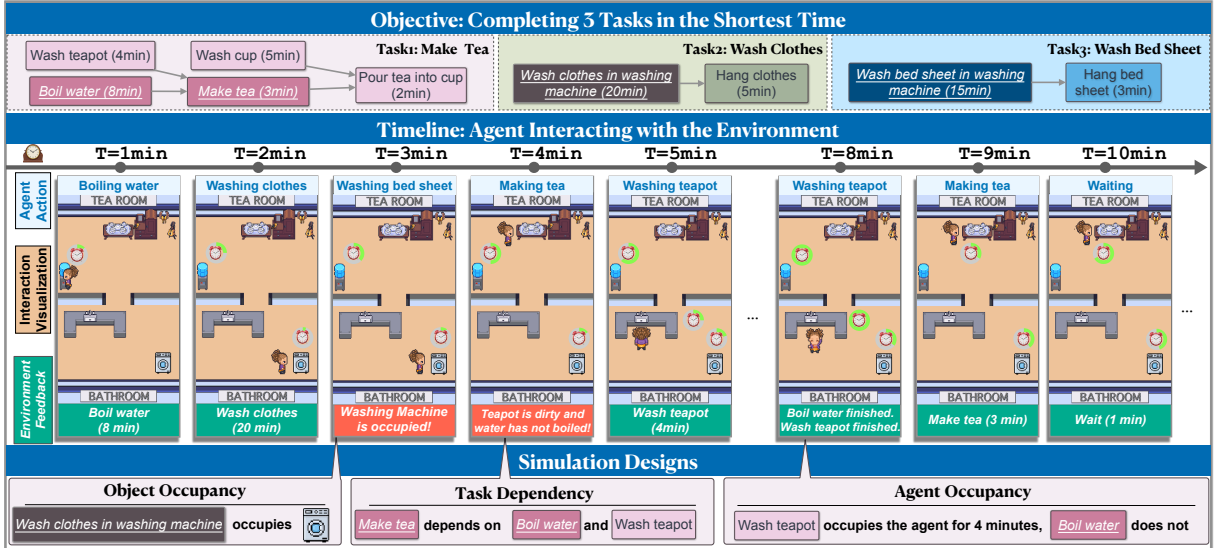 Objective: Completing 3 Tasks in the Shortest Time
Task1: Make Tea
Wash teapot (4min)
Wash cup (5min)
Boil water (8min)
Make tea (3min)
Pour tea into cup
(2min)
Task2: Wash Clothes
Wash clothes in washing
machine (20min)
Hang clothes
(5min)
Task3: Wash Bed Sheet
Wash bed sheet in washing
machine (15min)
Hang bed
sheet (3min)
Timeline: Agent Interacting with the Environment
T=1min
T=2min
T=3min
T=4min
T=5min
T=8min
T=9min
T=10min
Agent
Action
Boiling water
Washing clothes
Washing bed sheet
Making tea
Washing teapot
Washing teapot
Making tea
Waiting
TEA ROOM
TEA ROOM
TEA ROOM
TEA ROOM
TEA ROOM
TEA ROOM
TEA ROOM
TEA ROOM
Interaction
Visualization
...
...
BATHROOM
BATHROOM
BATHROOM
BATHROOM
BATHROOM
BATHROOM
BATHROOM
BATHROOM
Environment
Feedback
Boil water
(8 min)
Wash clothes
(20 min)
Washing Machine
is occupied!
Teapot is dirty and
water has not boiled!
Wash teapot
(4min)
Boil water finished.
Wash teapot finished.
Make tea (3 min)
Wait (1 min)
Simulation Designs
Object Occupancy
Wash clothes in washing machine occupies
Task Dependency
Make tea depends on Boil water and Wash teapot
Agent Occupancy
Wash teapot occupies the agent for 4 minutes, Boil water does not